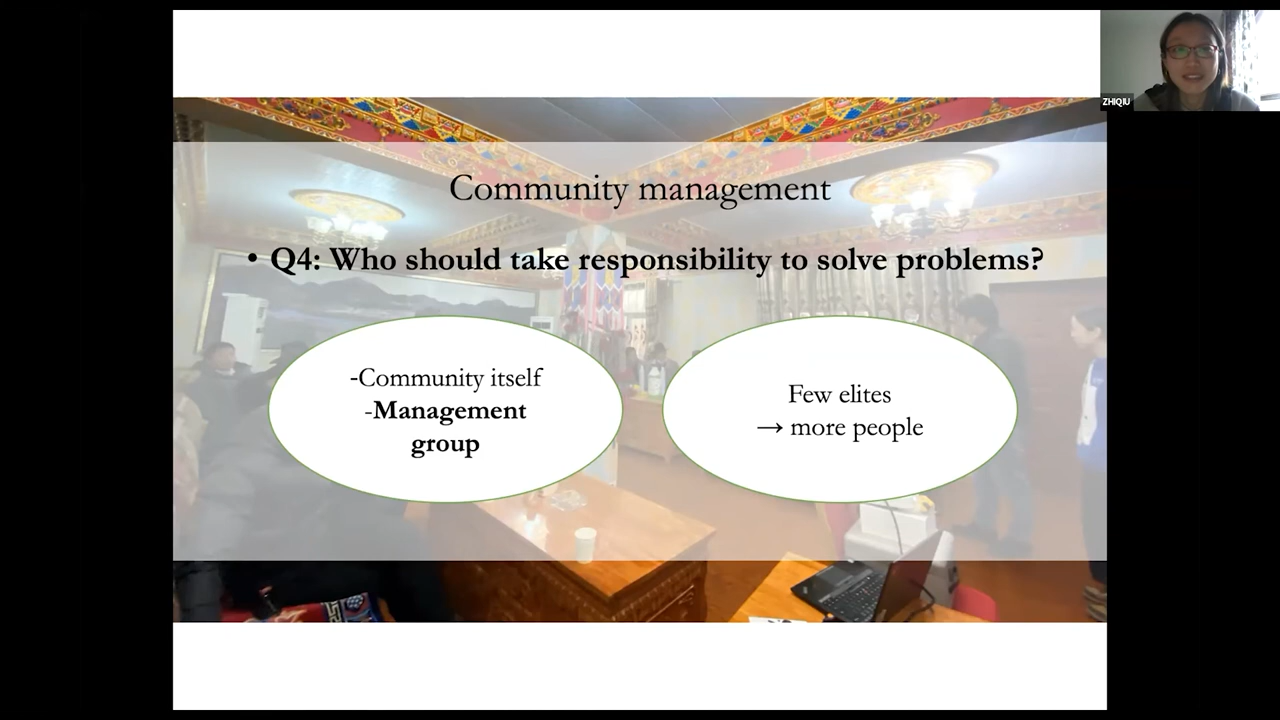 ZHIQIU
Community management
• Q4: Who should take responsibility to solve problems?
-Community itself
-Management
group
Few elites
→ more people